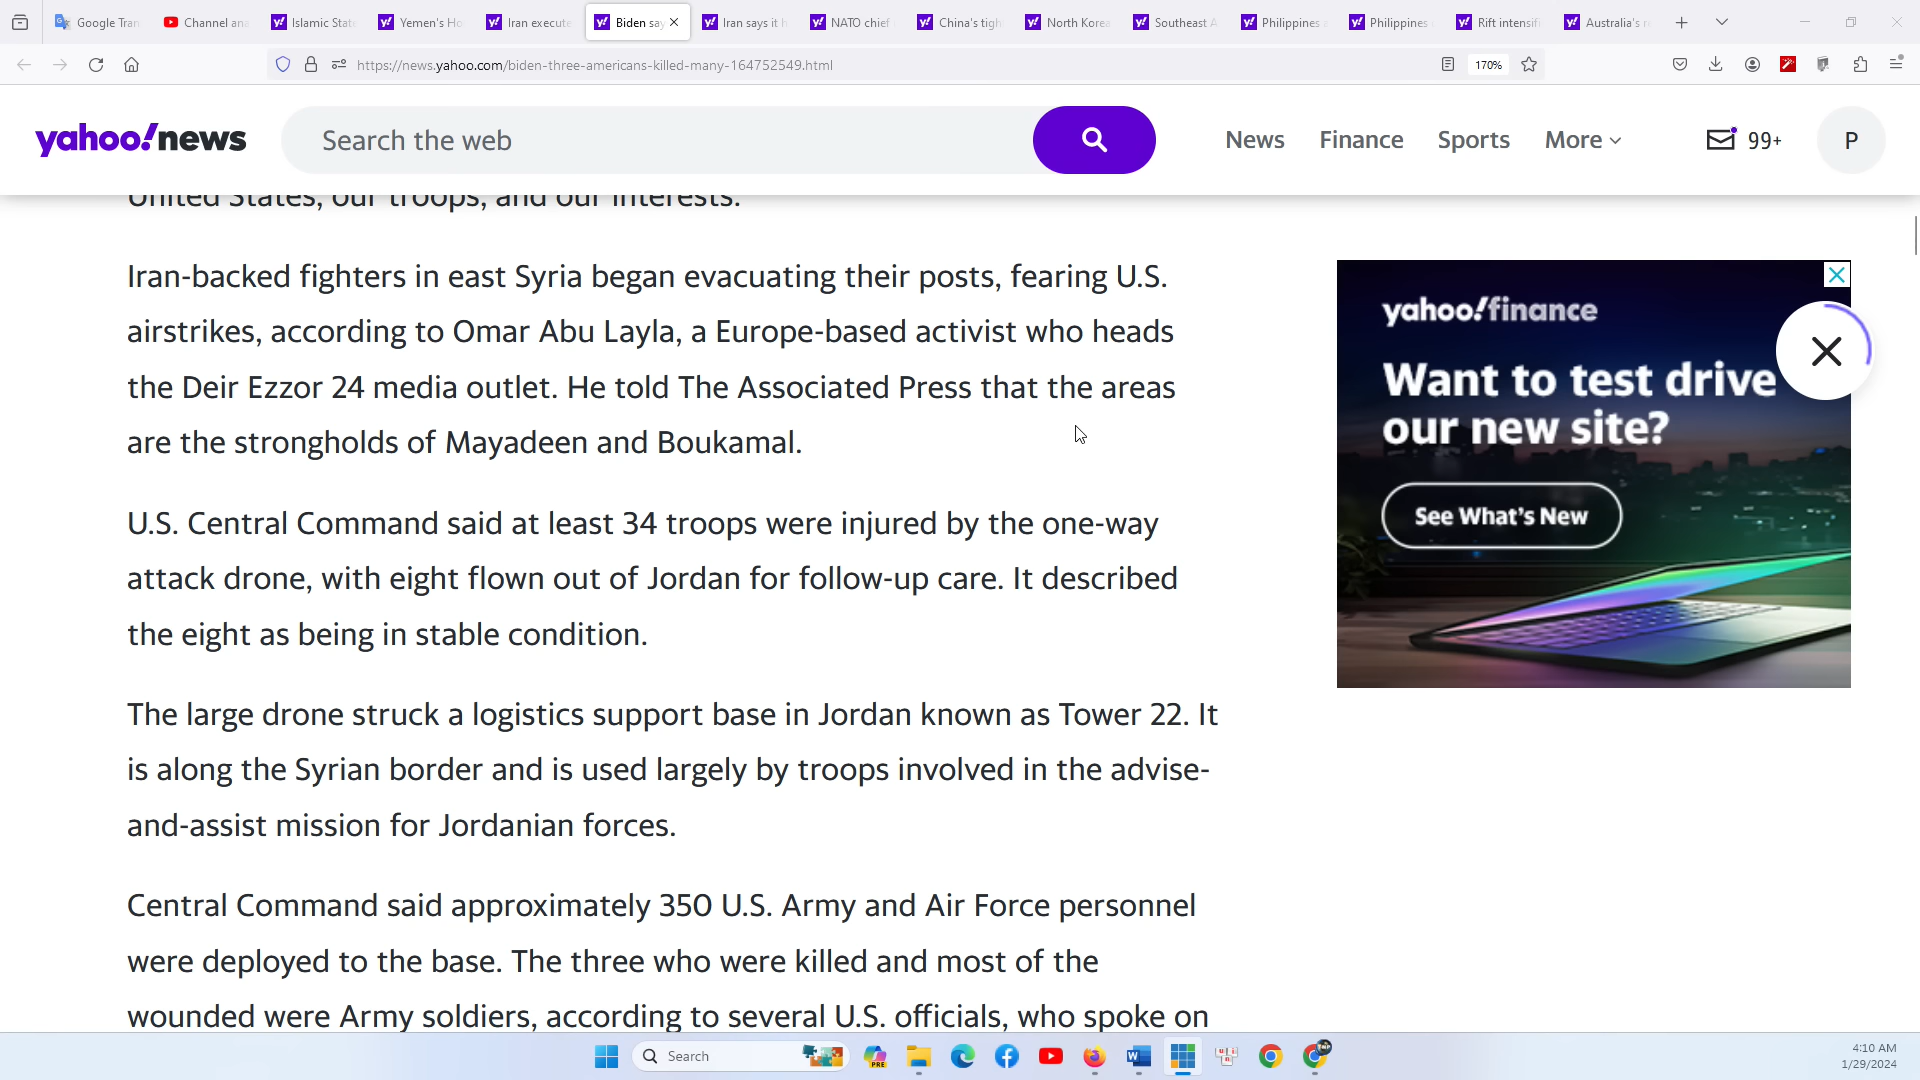 Google Tran
Channel ana
Islamic Stat
Yemen's Ho
Iran execute
Biden say
Iran says it h
NATO chief
China's tigh
North Korea
Southeast A
Philippines a
Philippines
Rift intensifi
Australia's r
https://news.yahoo.com/biden-three-americans-killed-many-164752549.html
170%
yahoo!news
Search the web
News
Finance
Sports
More
99+
P
United States, our troops, and our interests.
Iran-backed fighters in east Syria began evacuating their posts, fearing U.S.
airstrikes, according to Omar Abu Layla, a Europe-based activist who heads
the Deir Ezzor 24 media outlet. He told The Associated Press that the areas
are the strongholds of Mayadeen and Boukamal.
U.S. Central Command said at least 34 troops were injured by the one-way
attack drone, with eight flown out of Jordan for follow-up care. It described
the eight as being in stable condition.
The large drone struck a logistics support base in Jordan known as Tower 22. It
is along the Syrian border and is used largely by troops involved in the advise-
and-assist mission for Jordanian forces.
Central Command said approximately 350 U.S. Army and Air Force personnel
were deployed to the base. The three who were killed and most of the
wounded were Army soldiers, according to several U.S. officials, who spoke on
yahoo!finance
Want to test drive
our new site?
See What's New
Search
PRE
4:10 AM
1/29/2024